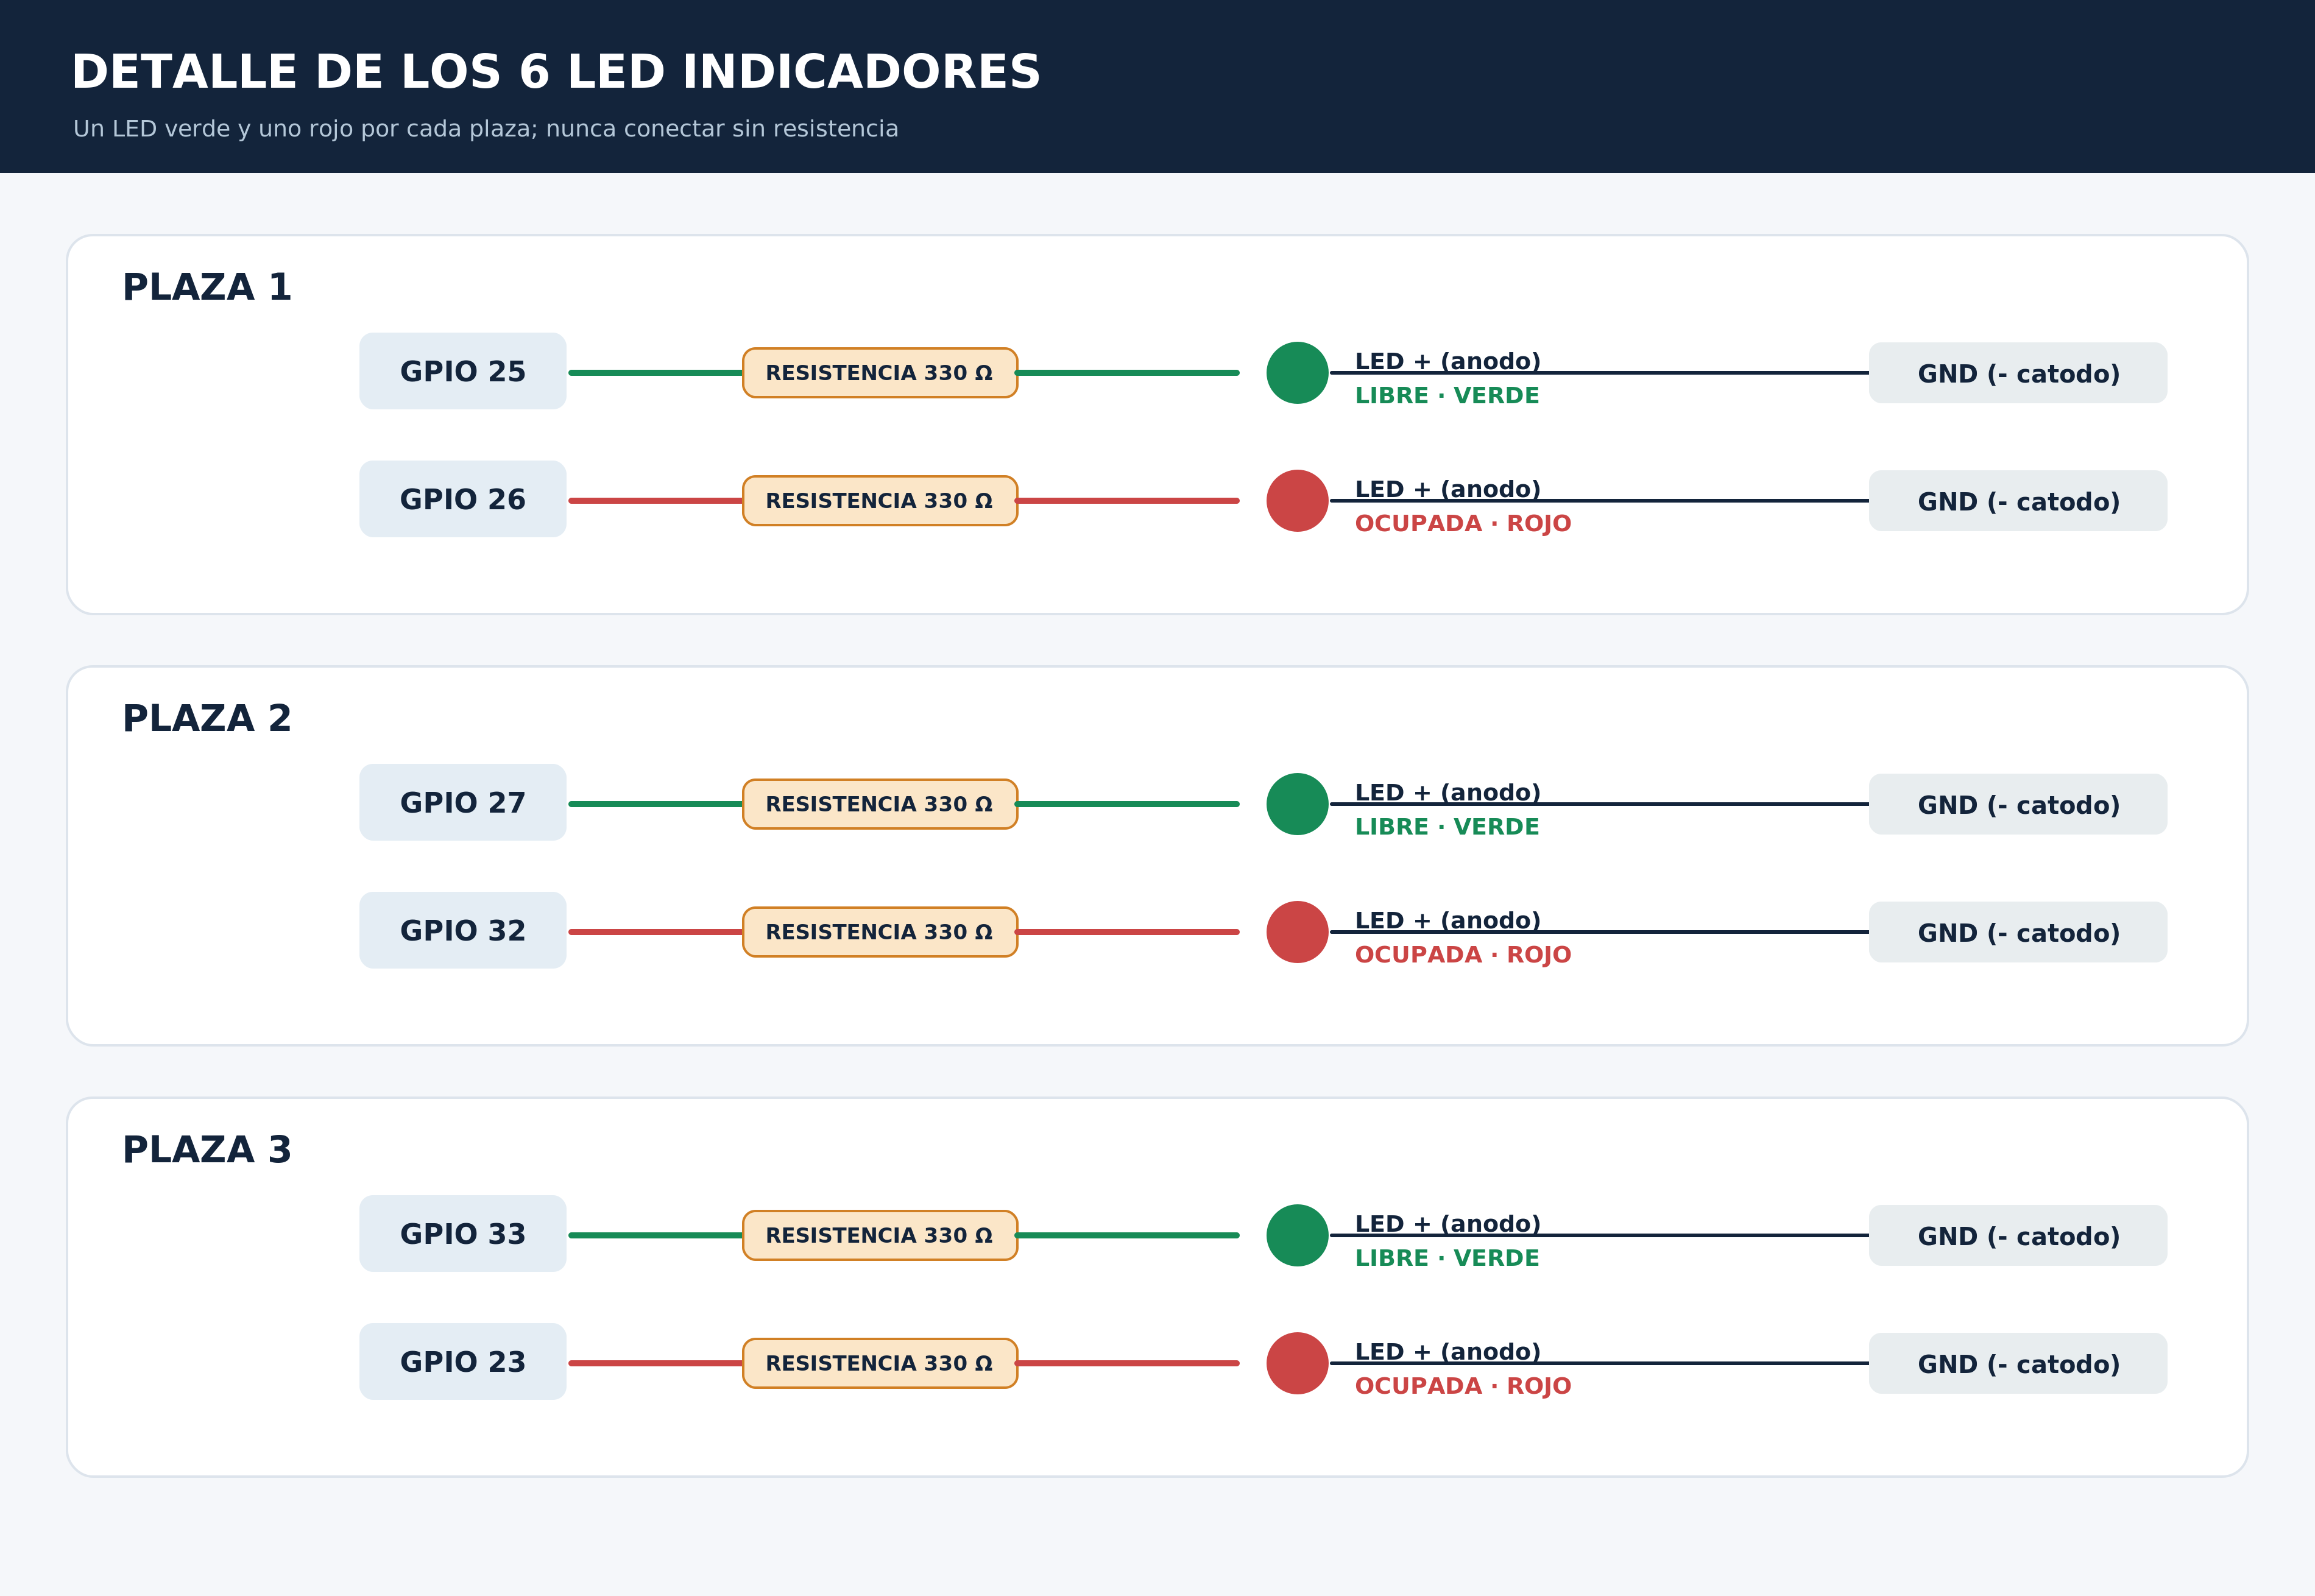 DETALLE DE LOS 6 LED INDICADORES
Un LED verde y uno rojo por cada plaza; nunca conectar sin resistencia
PLAZA 1
GPIO 25
RESISTENCIA 330 Ω
LED + (anodo)
LIBRE · VERDE
GND (- catodo)
GPIO 26
RESISTENCIA 330 Ω
LED + (anodo)
OCUPADA · ROJO
GND (- catodo)
PLAZA 2
GPIO 27
RESISTENCIA 330 Ω
LED + (anodo)
LIBRE · VERDE
GND (- catodo)
GPIO 32
RESISTENCIA 330 Ω
LED + (anodo)
OCUPADA · ROJO
GND (- catodo)
PLAZA 3
GPIO 33
RESISTENCIA 330 Ω
LED + (anodo)
LIBRE · VERDE
GND (- catodo)
GPIO 23
RESISTENCIA 330 Ω
LED + (anodo)
OCUPADA · ROJO
GND (- catodo)